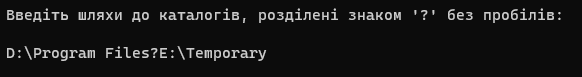 Введіть шляхи до каталогів, розділені знаком '?' без пробілів:
D:\Program Files?E:\Temporary